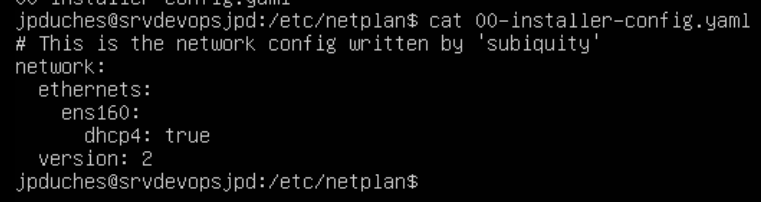 00-installer-config.yaml
jpduches@srvdevopsjpd:/etc/netplan$ cat 00-installer-config.yaml
# This is the network config written by 'subiquity'
network:
  ethernets:
    ens160:
      dhcp4: true
  version: 2
jpduches@srvdevopsjpd:/etc/netplan$